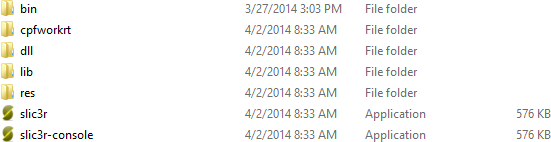 bin 3/27/2014 3:03 PM File folder
cpfworkrt 4/2/2014 8:33 AM File folder
dll 4/2/2014 8:33 AM File folder
lib 4/2/2014 8:33 AM File folder
res 4/2/2014 8:33 AM File folder
slic3r 4/2/2014 8:33 AM Application 576 KB
slic3r-console 4/2/2014 8:33 AM Application 576 KB